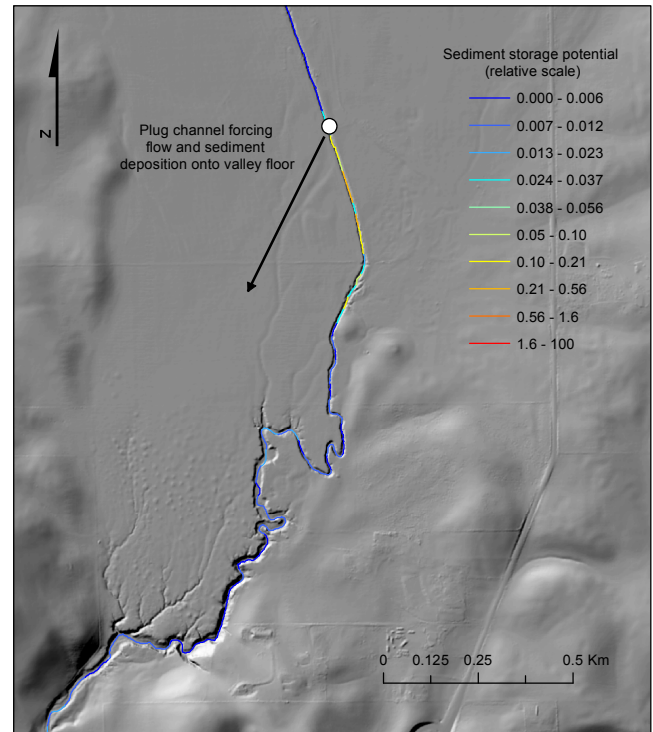 Sediment storage potential
(relative scale)
0.000 - 0.006
0.007 - 0.012
0.013 - 0.023
0.024 - 0.037
0.038 - 0.056
0.05 - 0.10
0.10 - 0.21
0.21 - 0.56
0.56 - 1.6
1.6 - 100
N
Plug channel forcing
flow and sediment
deposition onto valley floor
0 0.125 0.25 0.5 Km